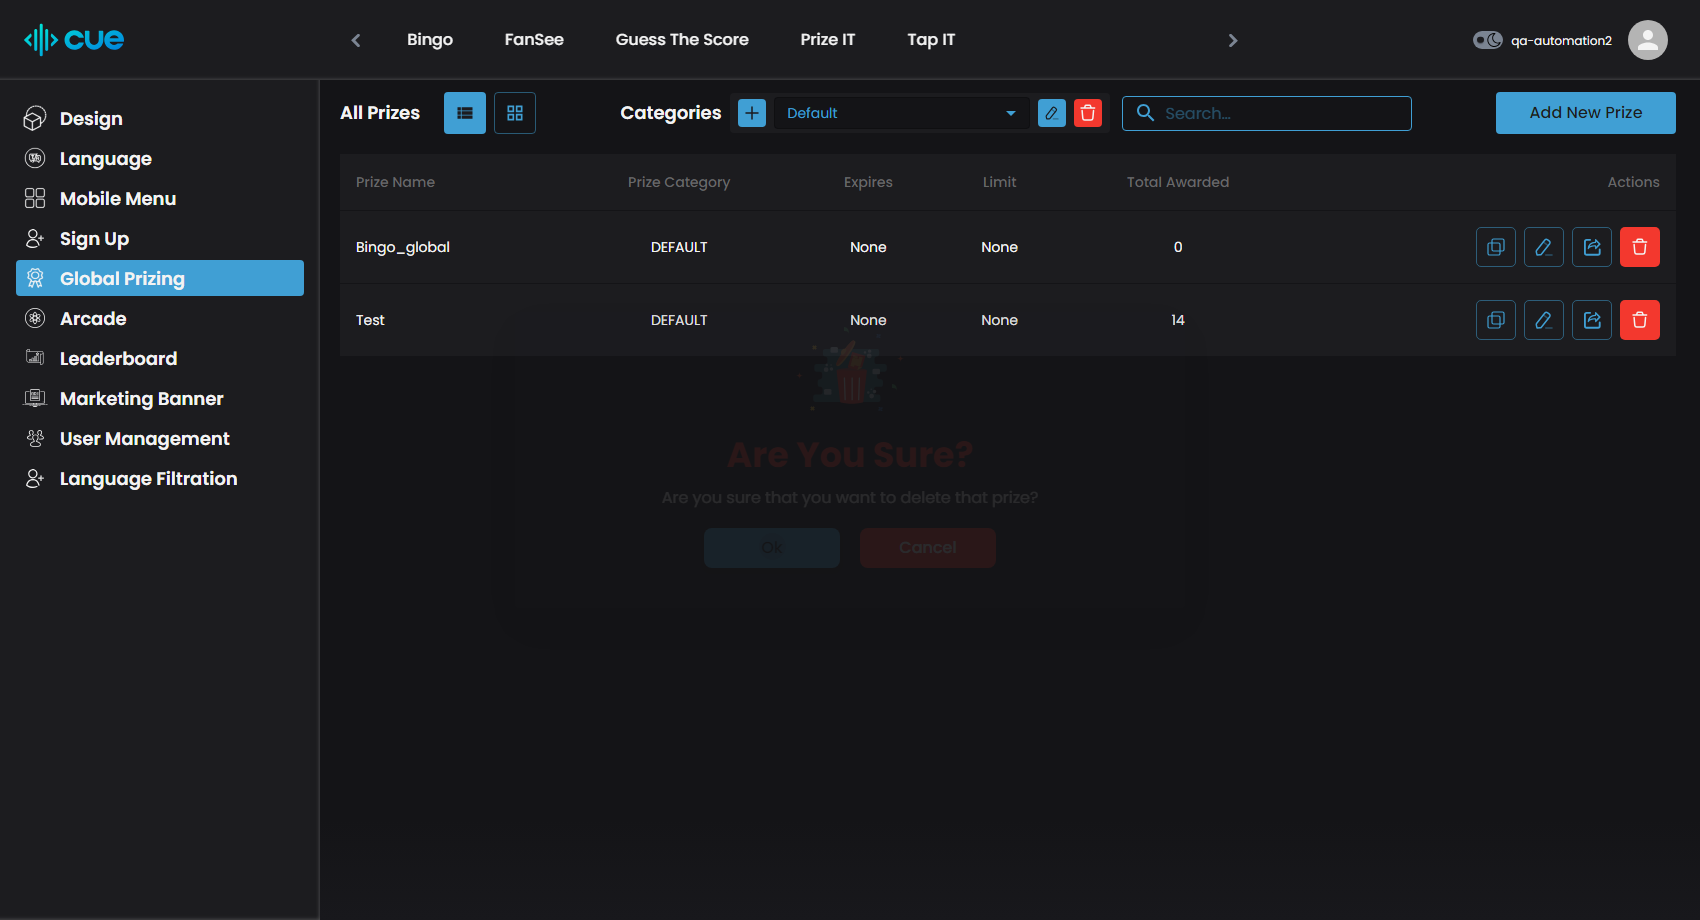 cue
Bingo FanSee Guess The Score Prize IT Tap IT
qa-automation2
Design
Language
Mobile Menu
Sign Up
Global Prizing
Arcade
Leaderboard
Marketing Banner
User Management
Language Filtration
All Prizes
Categories
Default
Search...
Add New Prize
Prize Name Prize Category Expires Limit Total Awarded Actions
Bingo_global DEFAULT None None 0
Test DEFAULT None None 14
Are You Sure?
Are you sure that you want to delete that prize?
Ok Cancel